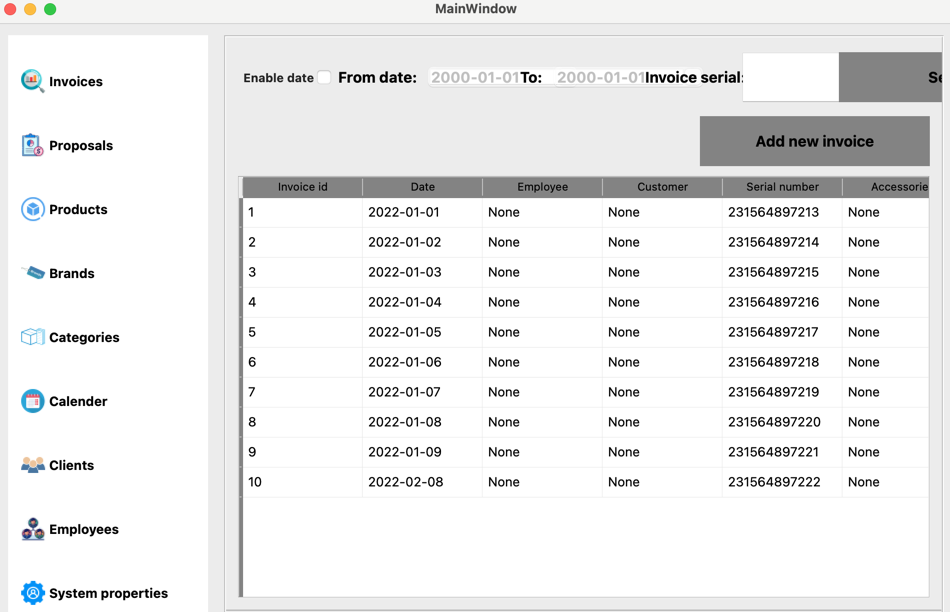 MainWindow
Invoices
Proposals
Products
Brands
Categories
Calender
Clients
Employees
System properties
Enable date From date: 2000-01-01 To: 2000-01-01 Invoice serial: Se
Add new invoice
Invoice id Date Employee Customer Serial number Accessorie
1 2022-01-01 None None 231564897213 None
2 2022-01-02 None None 231564897214 None
3 2022-01-03 None None 231564897215 None
4 2022-01-04 None None 231564897216 None
5 2022-01-05 None None 231564897217 None
6 2022-01-06 None None 231564897218 None
7 2022-01-07 None None 231564897219 None
8 2022-01-08 None None 231564897220 None
9 2022-01-09 None None 231564897221 None
10 2022-02-08 None None 231564897222 None